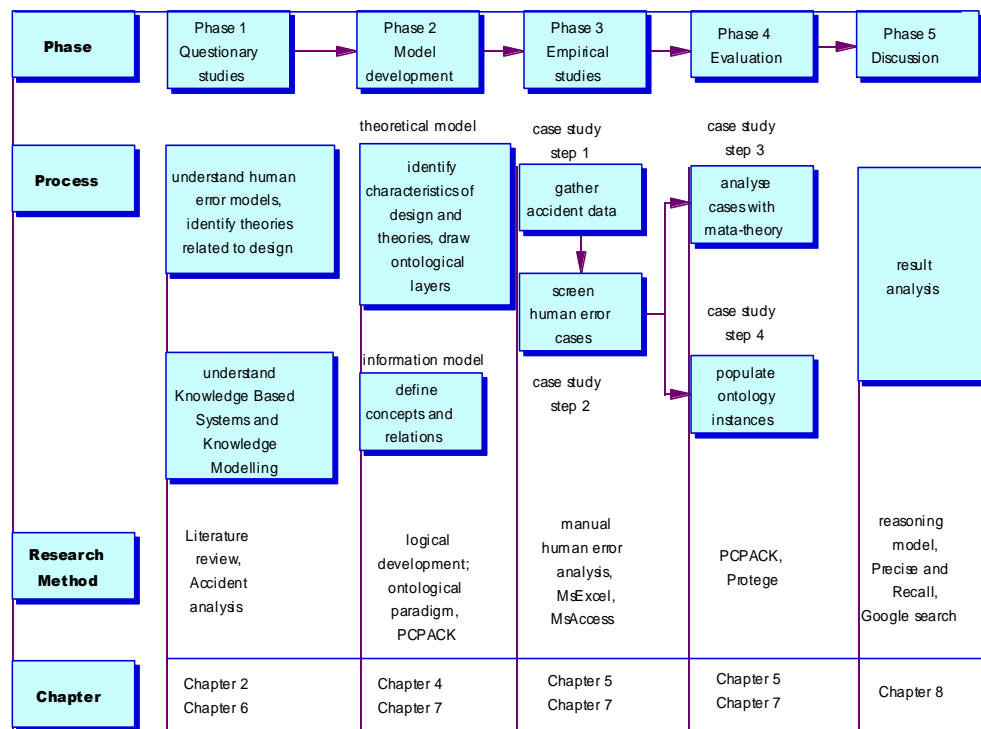 Phase
Phase 1
Questionary
studies
Phase 2
Model
development
Phase 3
Empirical
studies
Phase 4
Evaluation
Phase 5
Discussion
Process
understand human
error models,
identify theories
related to design
understand
Knowledge Based
Systems and
Knowledge
Modelling
theoretical model
identify
characteristics of
design and
theories, draw
ontological
layers
information model
define
concepts and
relations
case study
step 1
gather
accident data
screen
human error
cases
case study
step 2
case study
step 3
analyse
cases with
mata-theory
case study
step 4
populate
ontology
instances
result
analysis
Research
Method
Literature
review,
Accident
analysis
logical
development;
ontological
paradigm,
PCPACK
manual
human error
analysis,
MsExcel,
MsAccess
PCPACK,
Protege
reasoning
model,
Precise and
Recall,
Google search
Chapter
Chapter 2
Chapter 6
Chapter 4
Chapter 7
Chapter 5
Chapter 7
Chapter 5
Chapter 7
Chapter 8